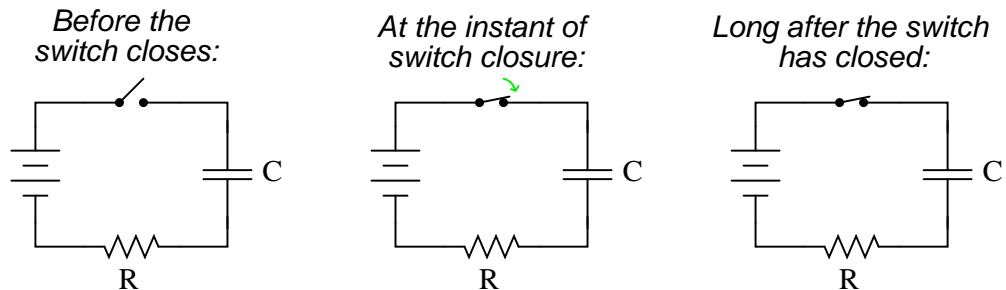 Before the
switch closes:
At the instant of
switch closure:
Long after the switch
has closed:
C
R
C
R
C
R